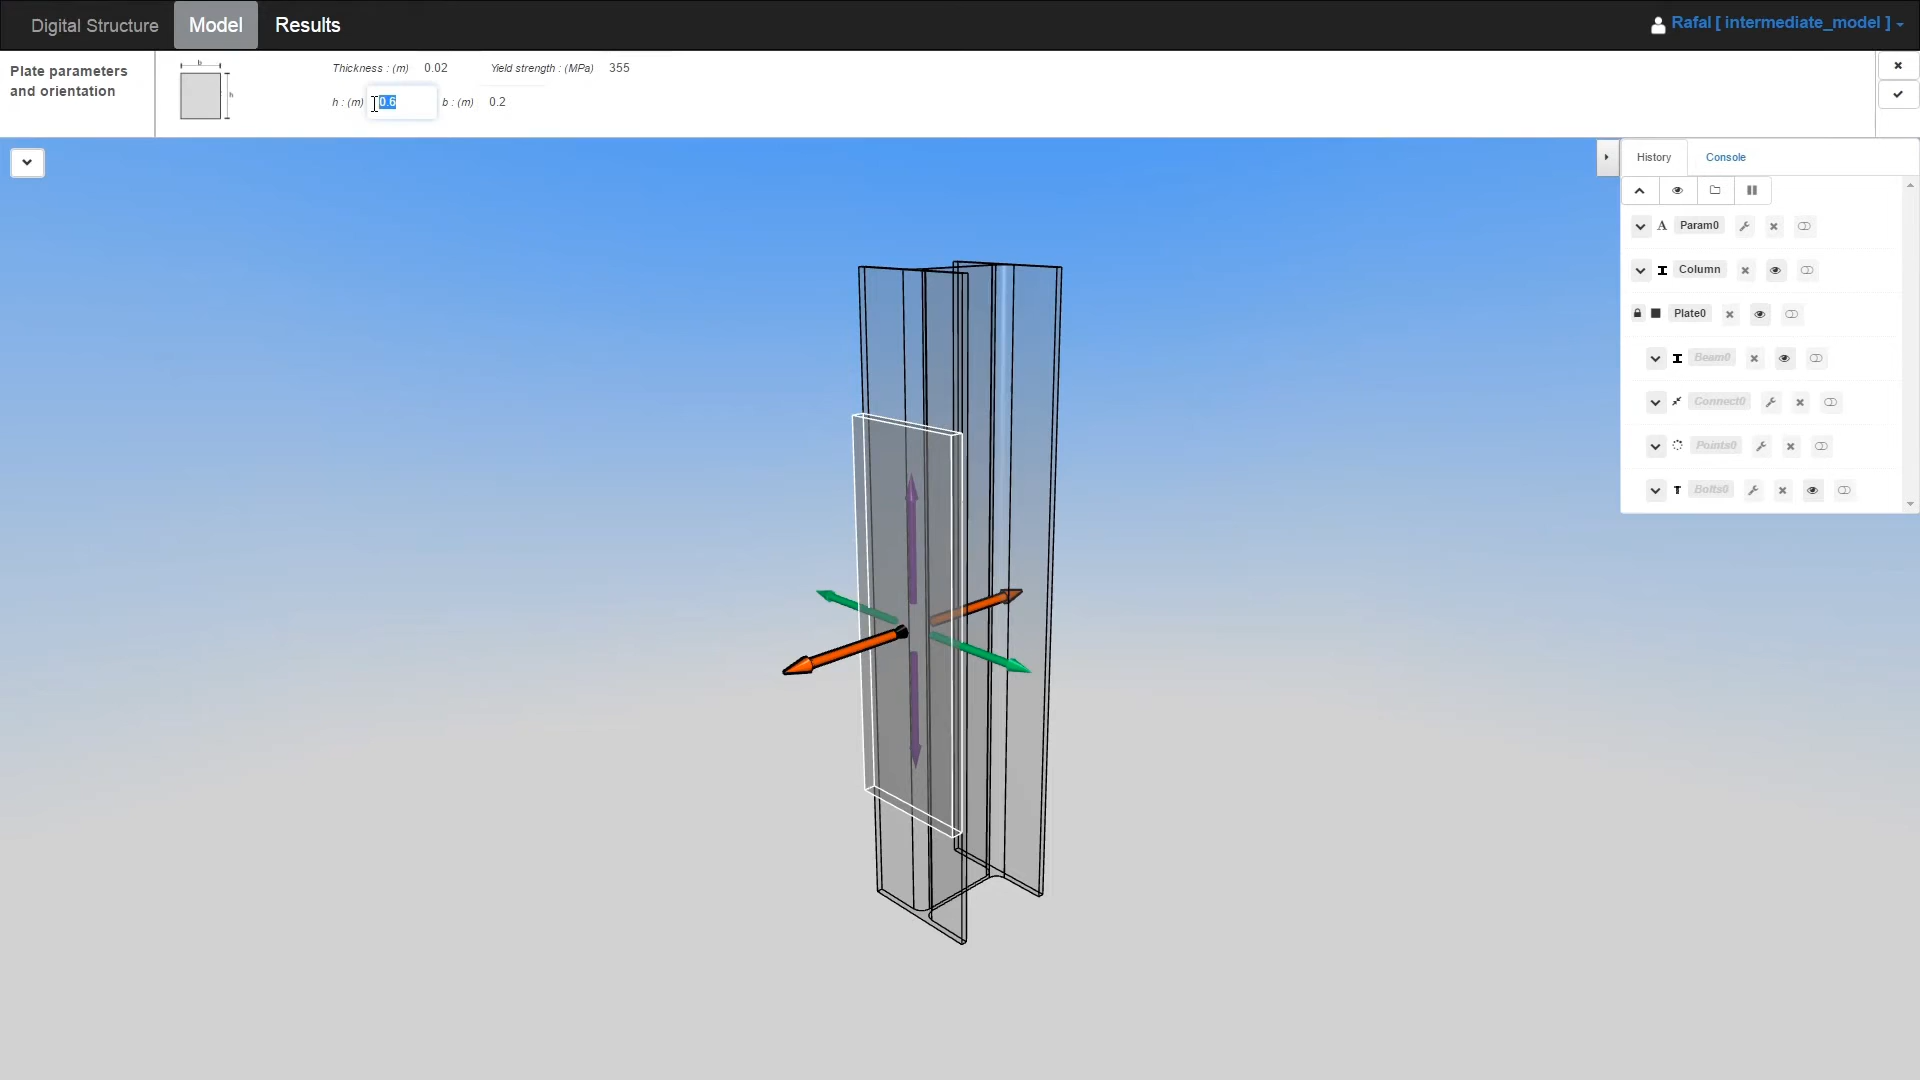 Digital Structure Model Results Rafal [ intermediate_model ]
Plate parameters
and orientation
b
h
Thickness : (m) 0.02 Yield strength : (MPa) 355
h : (m) 0.6 b : (m) 0.2
History Console
A Param0
Column
Plate0
Beam0
Connect0
Points0
Bolts0